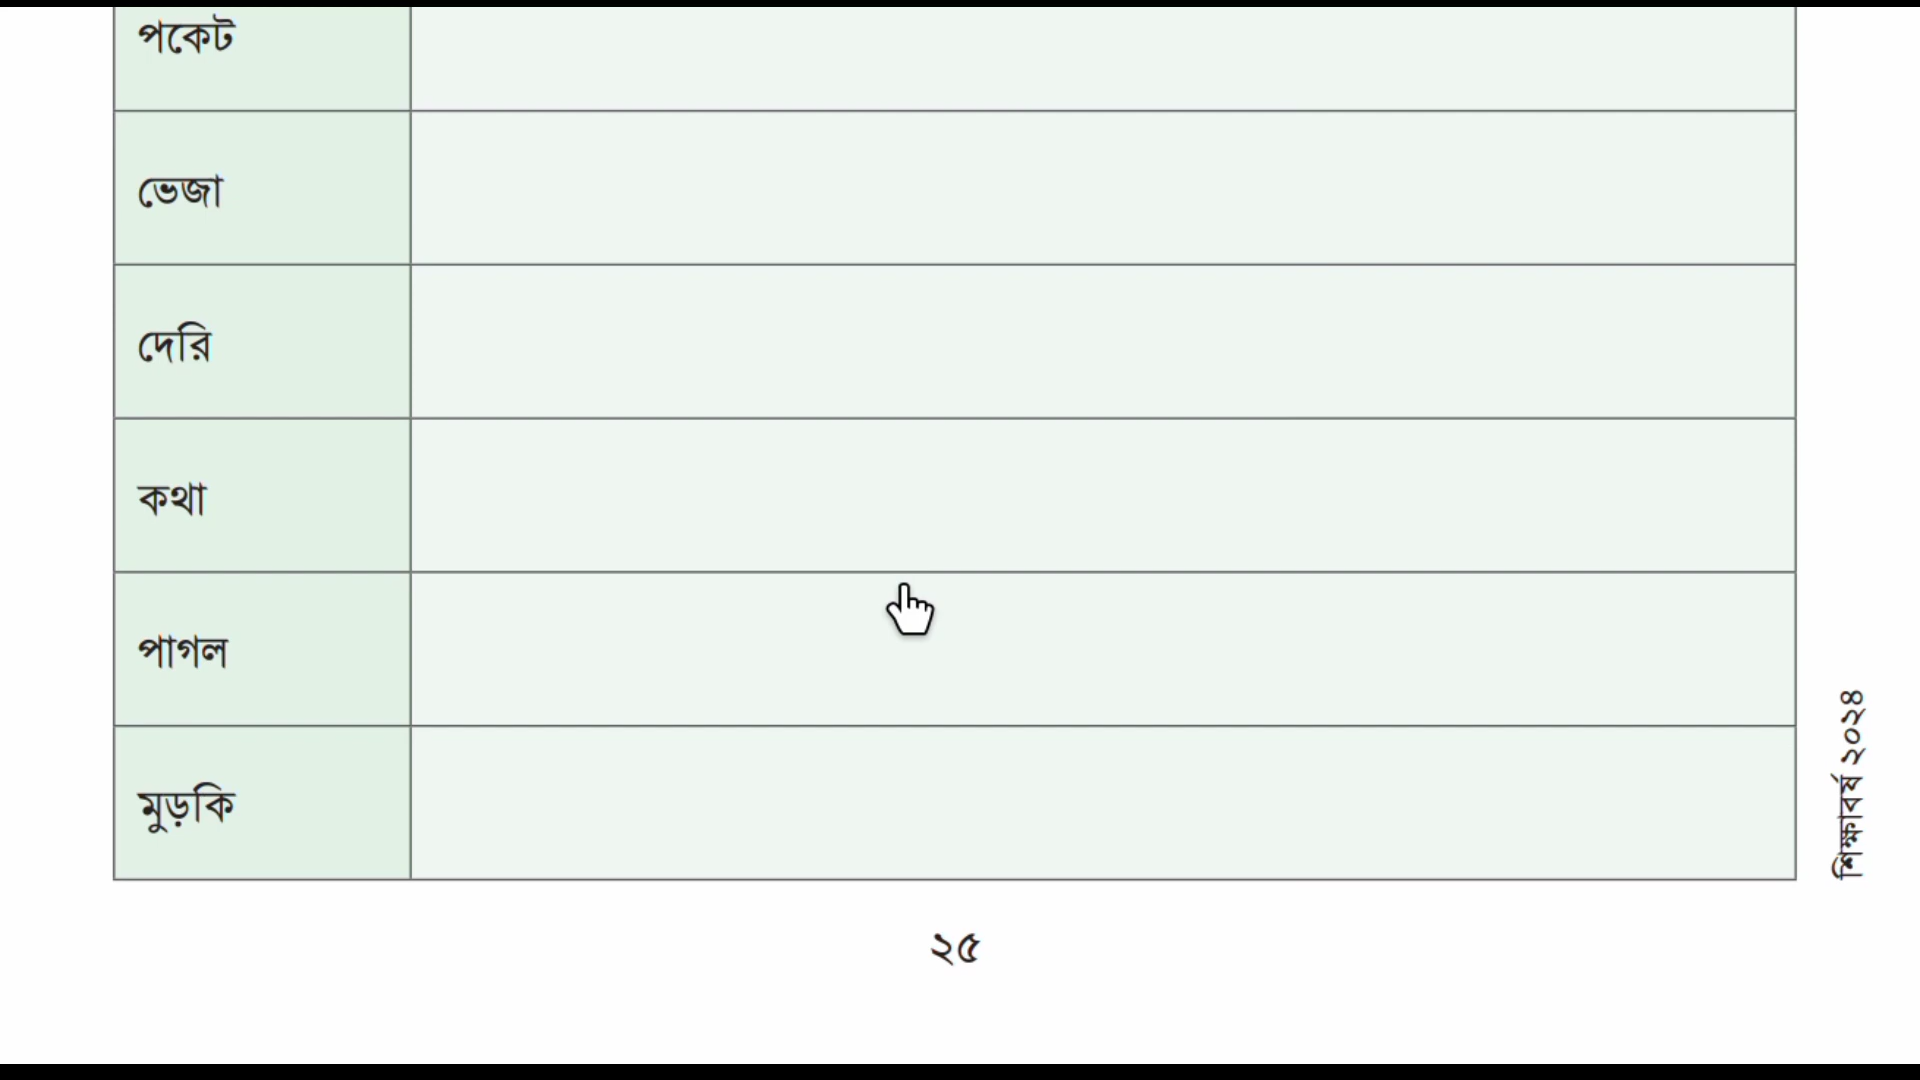 পকেট
ভেজা
দেরি
কথা
পাগল
মুড়কি
শিক্ষাবর্ষ ২০২৪
২৫